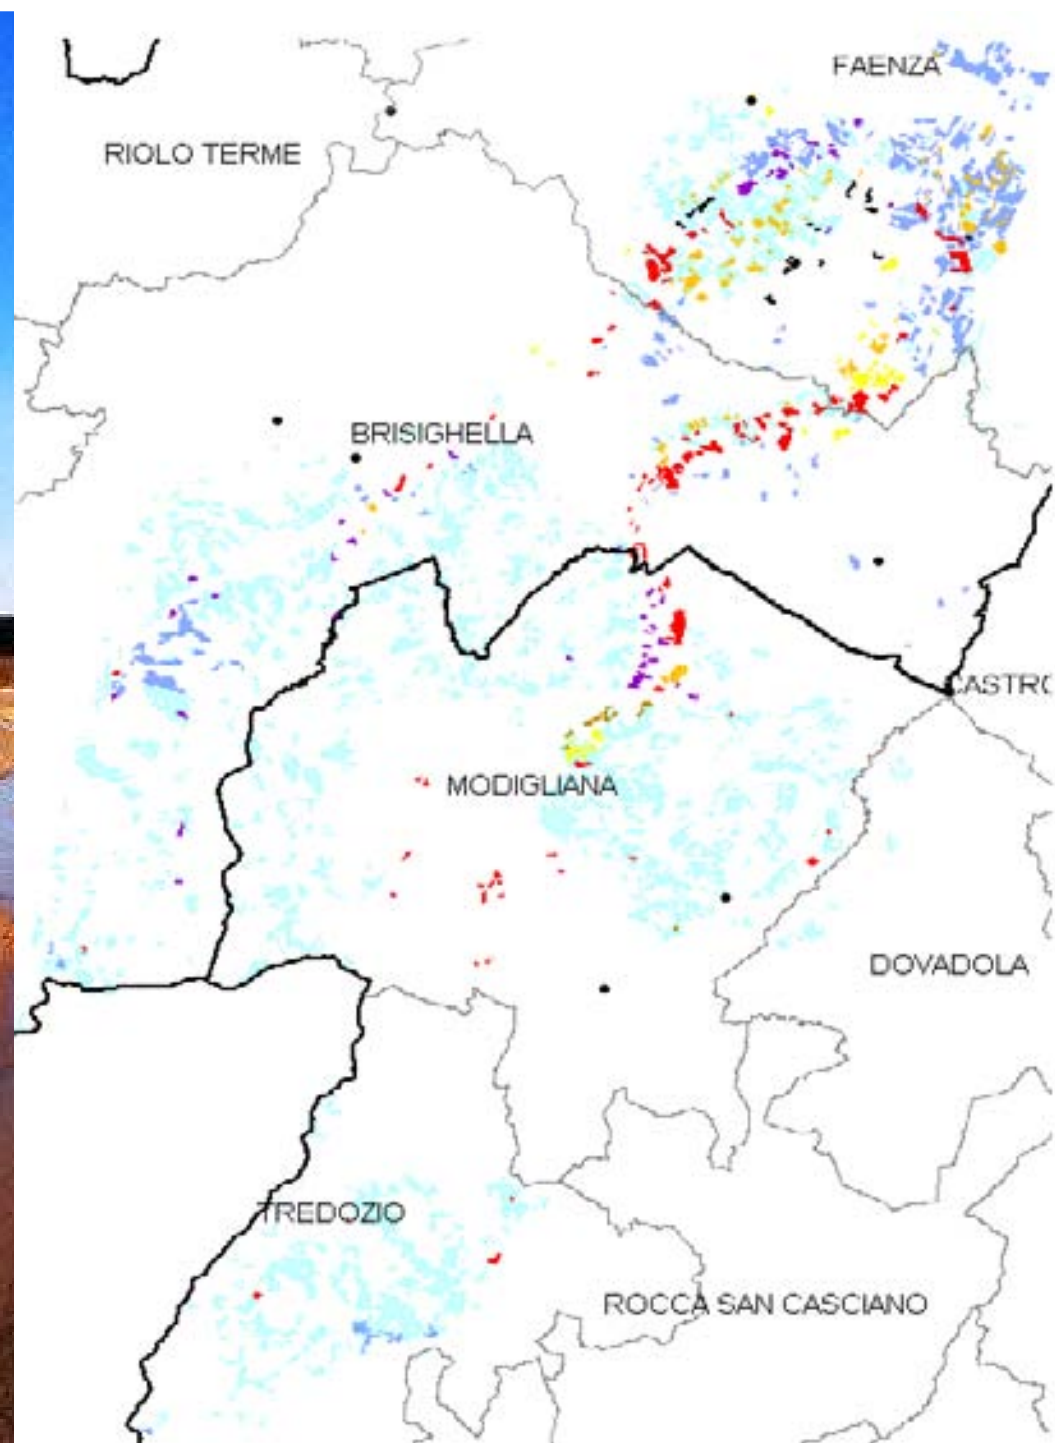 FAENZA
RIOLO TERME
BRISIGHELLA
CASTRO
MODIGLIANA
DOVADOLA
TREDOZIO
ROCCA SAN CASCIANO